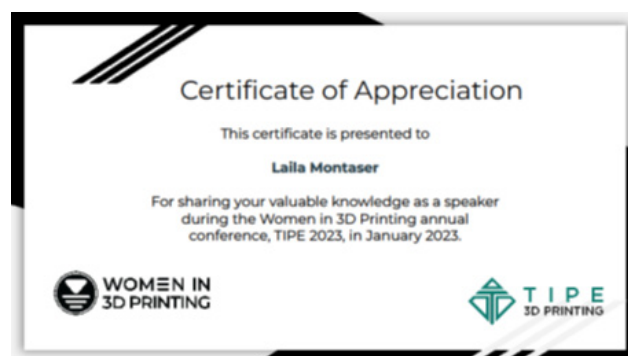 Certificate of Appreciation
This certificate is presented to
Laila Montaser
For sharing your valuable knowledge as a speaker
during the Women in 3D Printing annual
conference, TIPE 2023, in January 2023.
WOMEN IN
3D PRINTING
TIPE
3D PRINTING